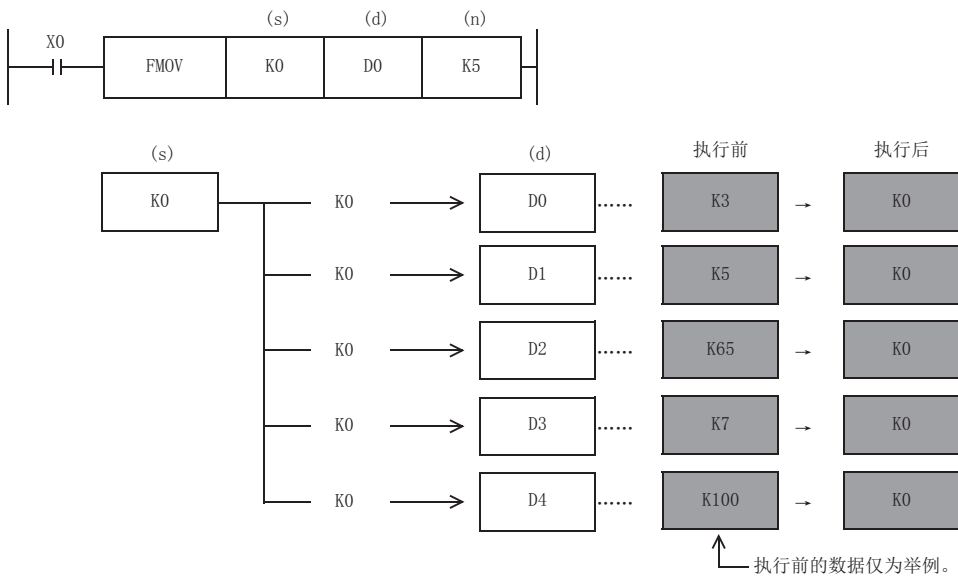 (s) (d) (n)
X0
FMOV K0 D0 K5
(s) (d) 执行前 执行后
K0 K0 D0 …… K3 → K0
K0 D1 …… K5 → K0
K0 D2 …… K65 → K0
K0 D3 …… K7 → K0
K0 D4 …… K100 → K0
执行前的数据仅为举例。